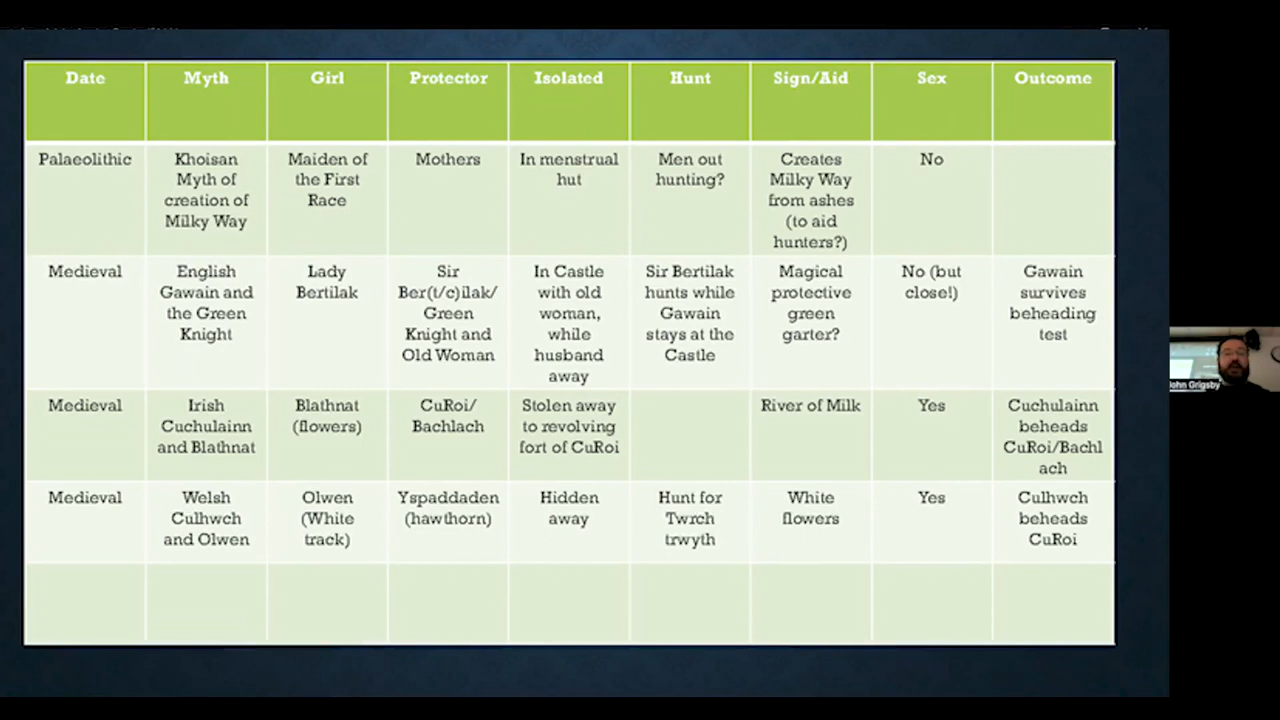 Date Myth Girl Protector Isolated Hunt Sign/Aid Sex Outcome
Palaeolithic
Khoisan
Myth of
creation of
Milky Way
Maiden of
the First
Race
Mothers
In menstrual
hut
Men out
hunting?
Creates
Milky Way
from ashes
(to aid
hunters?)
No
Medieval
English
Gawain and
the Green
Knight
Lady
Bertilak
Sir
Ber(t/c)ilak/
Green
Knight and
Old Woman
In Castle
with old
woman,
while
husband
away
Sir Bertilak
hunts while
Gawain
stays at the
Castle
Magical
protective
green
garter?
No (but
close!)
Gawain
survives
beheading
test
Medieval
Irish
Cuchulainn
and Blathnat
Blathnat
(flowers)
CuRoi/
Bachlach
Stolen away
to revolving
fort of CuRoi
River of Milk
Yes
Cuchulainn
beheads
CuRoi/Bachl
ach
Medieval
Welsh
Culhwch
and Olwen
Olwen
(White
track)
Yspaddaden
(hawthorn)
Hidden
away
Hunt for
Twrch
trwyth
White
flowers
Yes
Culhwch
beheads
CuRoi
John Grigsby